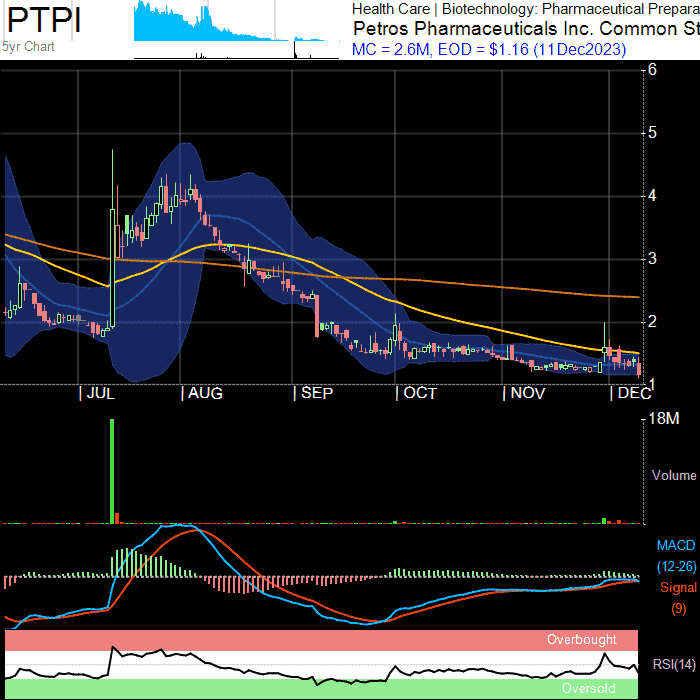 PTPI
5yr Chart
Health Care | Biotechnology: Pharmaceutical Prepara
Petros Pharmaceuticals Inc. Common St
MC = 2.6M, EOD = $1.16 (11Dec2023)
6
5
4
3
2
1
JUL
AUG
SEP
OCT
NOV
DEC
18M
Volume
MACD
(12-26)
Signal
(9)
Overbought
RSI(14)
Oversold